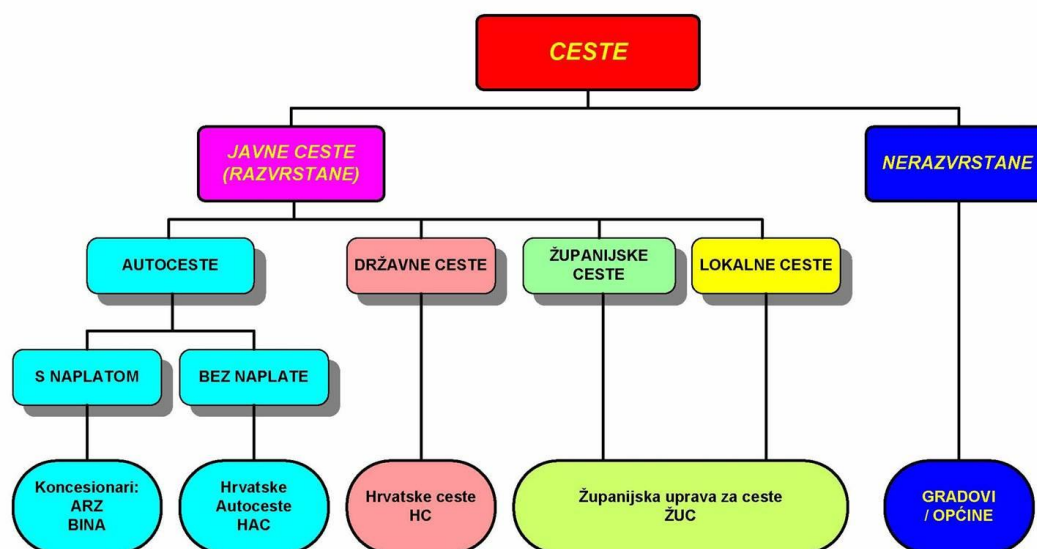 CESTE
JAVNE CESTE
(RAZVRSTANE)
NERAZVRSTANE
AUTOCESTE
DRŽAVNE CESTE
ŽUPANIJSKE
CESTE
LOKALNE CESTE
S NAPLATOM
BEZ NAPLATE
Koncesionari:
ARZ
BINA
Hrvatske
Autoceste
HAC
Hrvatske ceste
HC
Županijska uprava za ceste
ŽUC
GRADOVI
/ OPĆINE